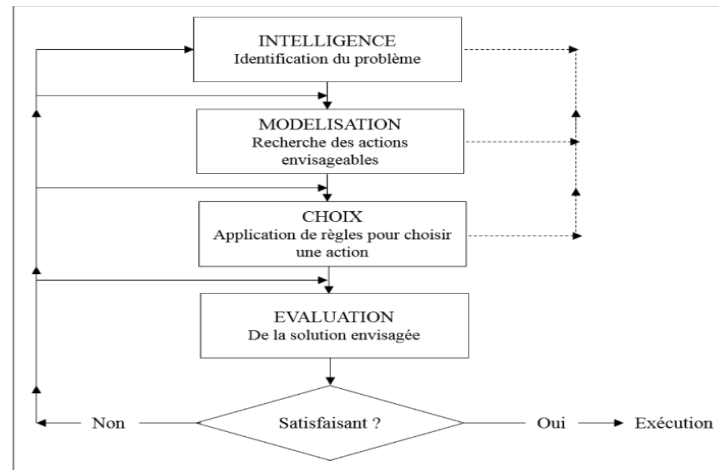 INTELLIGENCE
Identification du problème
MODELISATION
Recherche des actions
envisageables
CHOIX
Application de règles pour choisir
une action
EVALUATION
De la solution envisagée
Non
Satisfaisant ?
Oui
Exécution